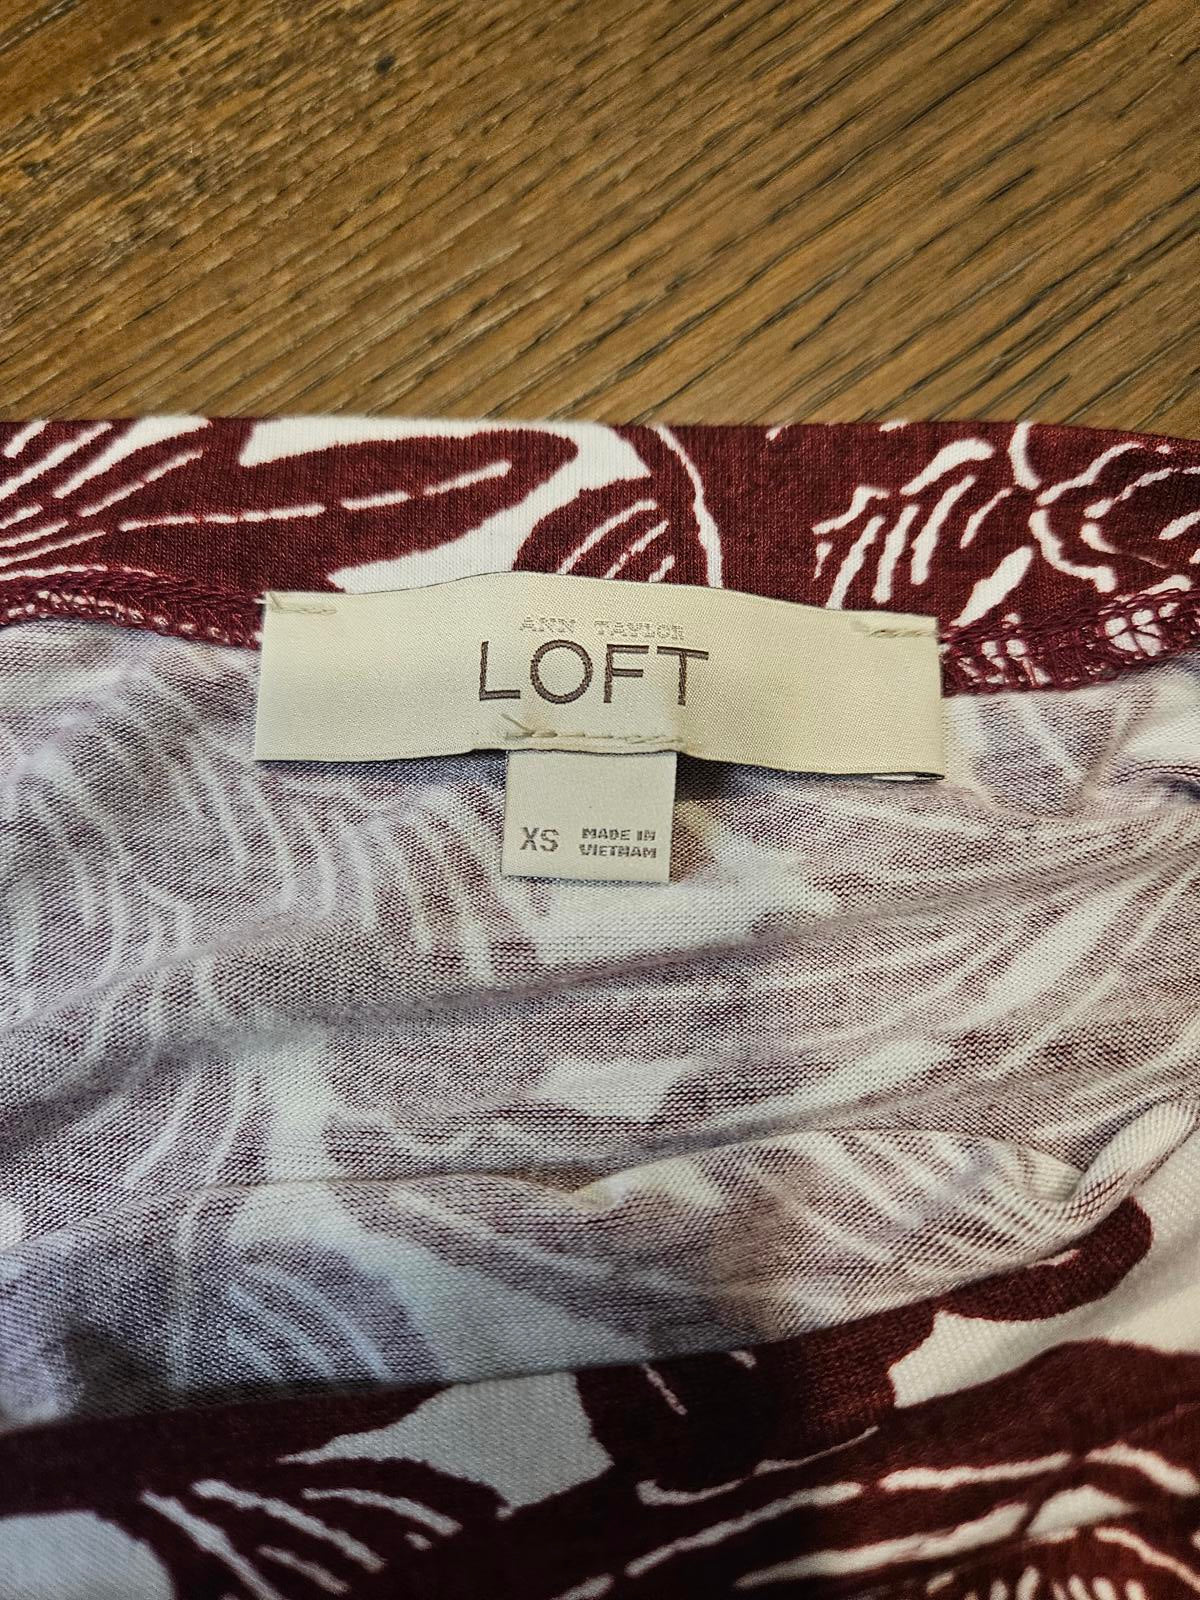 ANN TAYLOR
LOFT
XS
MADE IN
VIETNAM